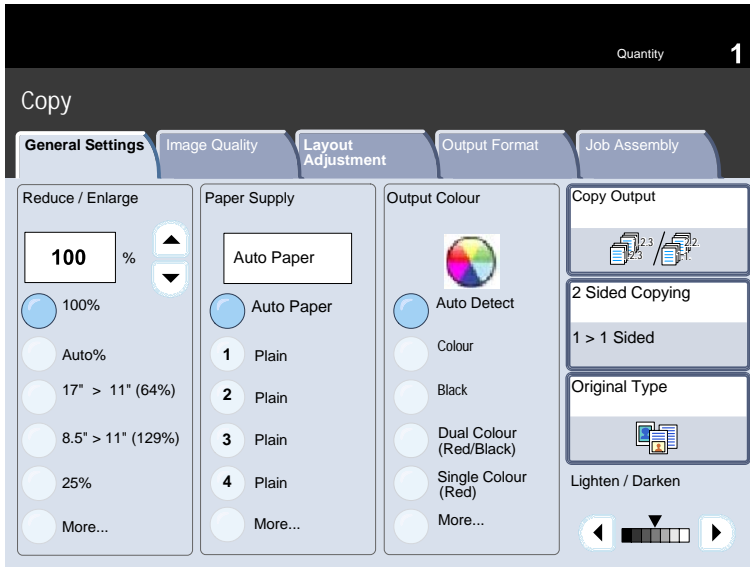 Quantity 1
Copy
General Settings
Image Quality
Layout
Adjustment
Output Format
Job Assembly
Reduce / Enlarge
100 %
100%
Auto%
17" > 11" (64%)
8.5" > 11" (129%)
25%
More...
Paper Supply
Auto Paper
Auto Paper
1 Plain
2 Plain
3 Plain
4 Plain
More...
Output Colour
Auto Detect
Colour
Black
Dual Colour
(Red/Black)
Single Colour
(Red)
More...
Copy Output
2 Sided Copying
1 > 1 Sided
Original Type
Lighten / Darken